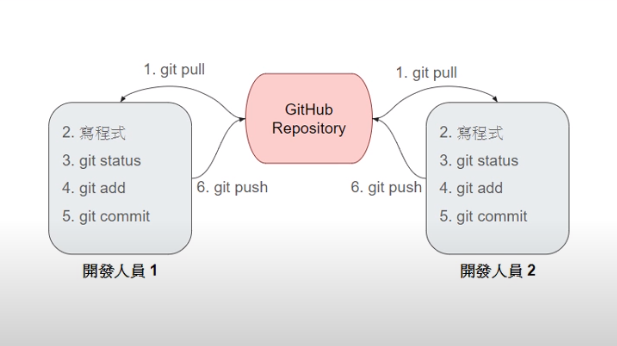 1. git pull
1. git pull
GitHub
Repository
2. 寫程式
3. git status
4. git add
5. git commit
6. git push
6. git push
2. 寫程式
3. git status
4. git add
5. git commit
開發人員 1
開發人員 2